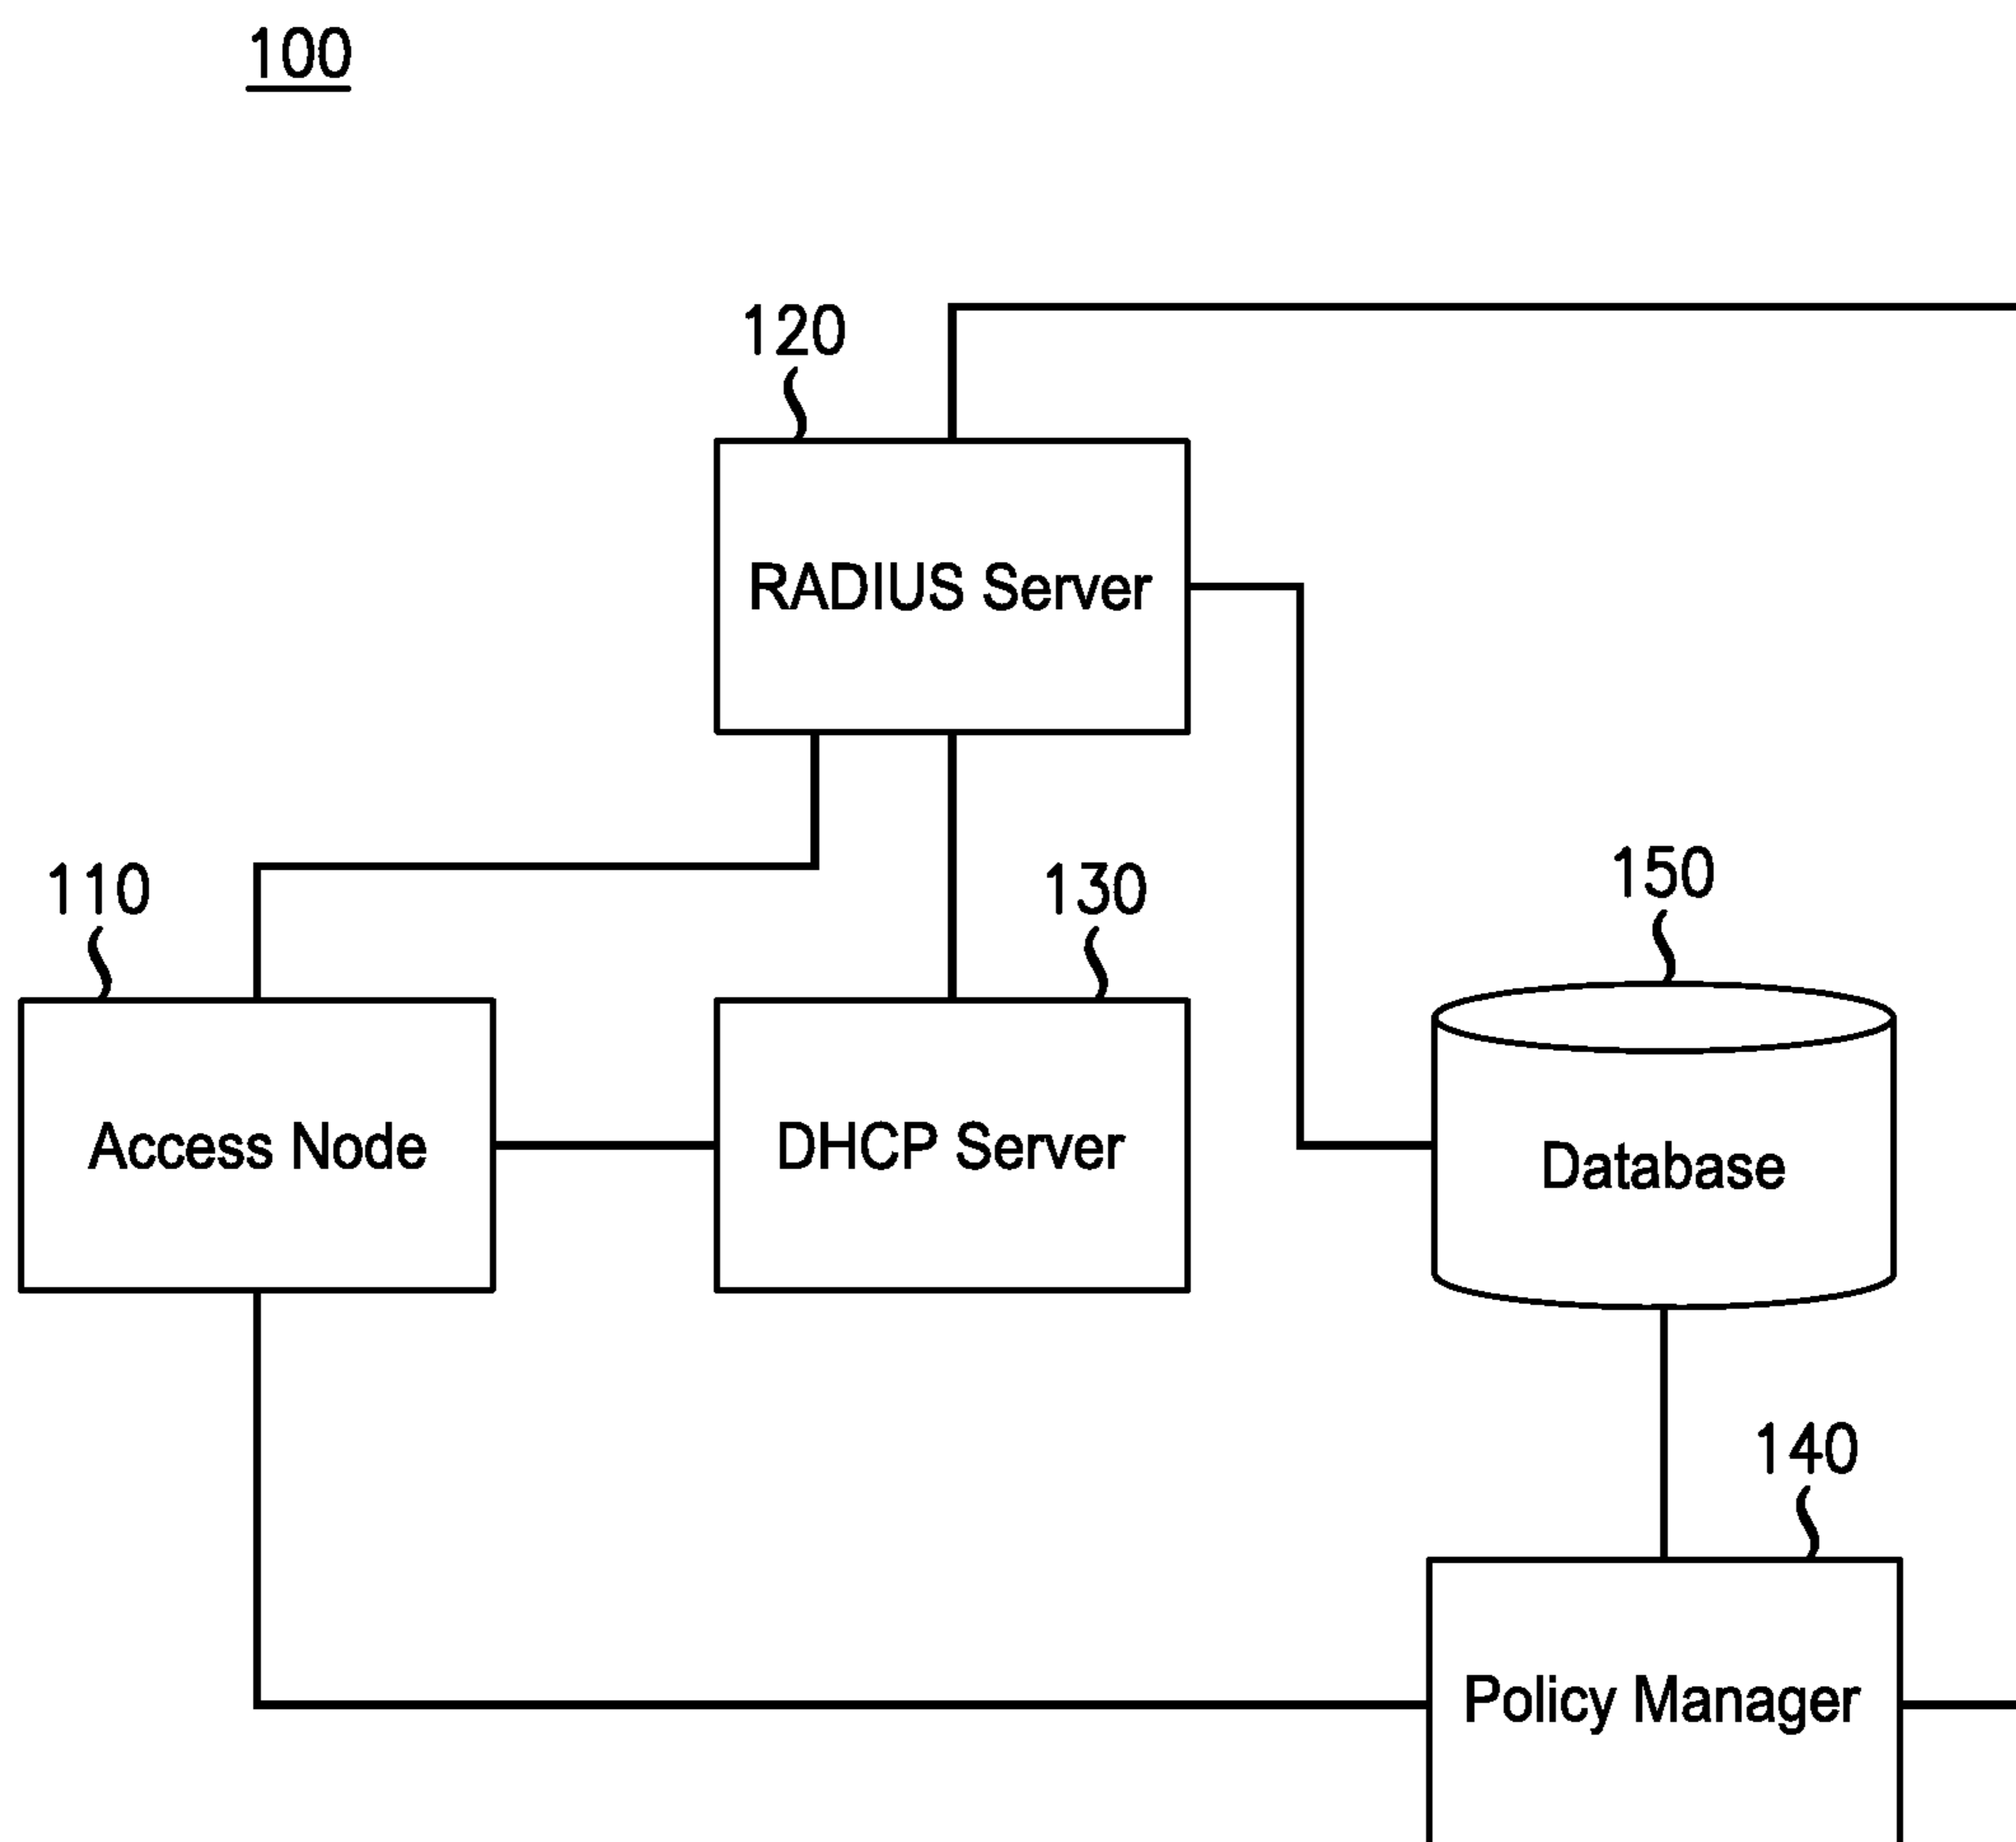 100
120
RADIUS Server
110
130
150
Access Node
DHCP Server
Database
140
Policy Manager